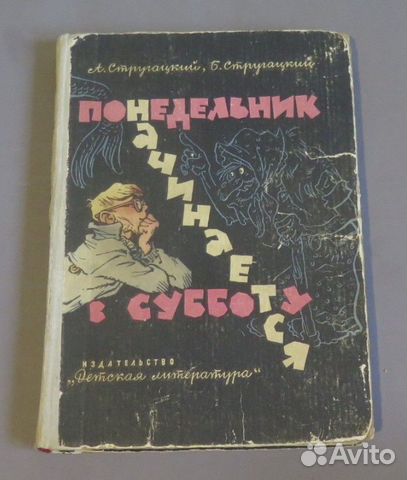 А. Стругацкий, Б. Стругацкий
ПОНЕДЕЛЬНИК
НАЧИНАЕТСЯ
В СУББОТУ
ИЗДАТЕЛЬСТВО
„Детская литература“
Avito